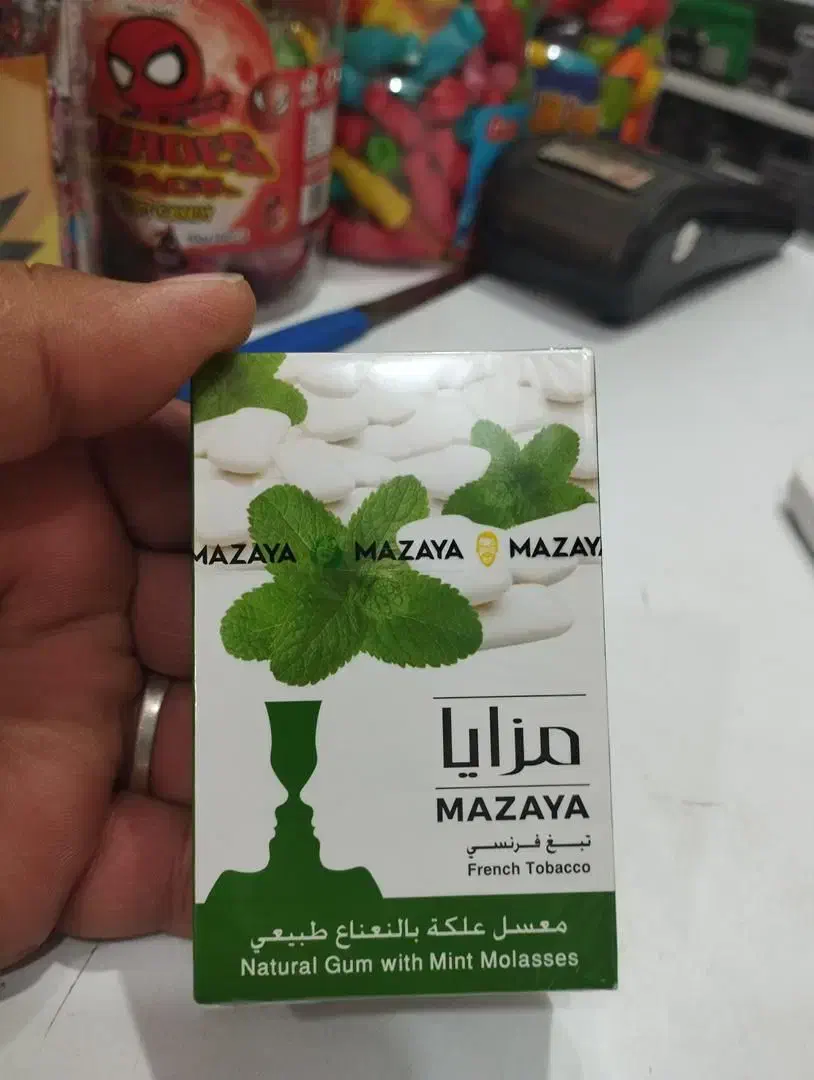 MAZAYA MAZAYA MAZAYA
مزايا
MAZAYA
تبغ فرنسي
French Tobacco
معسل علكة بالنعناع طبيعي
Natural Gum with Mint Molasses